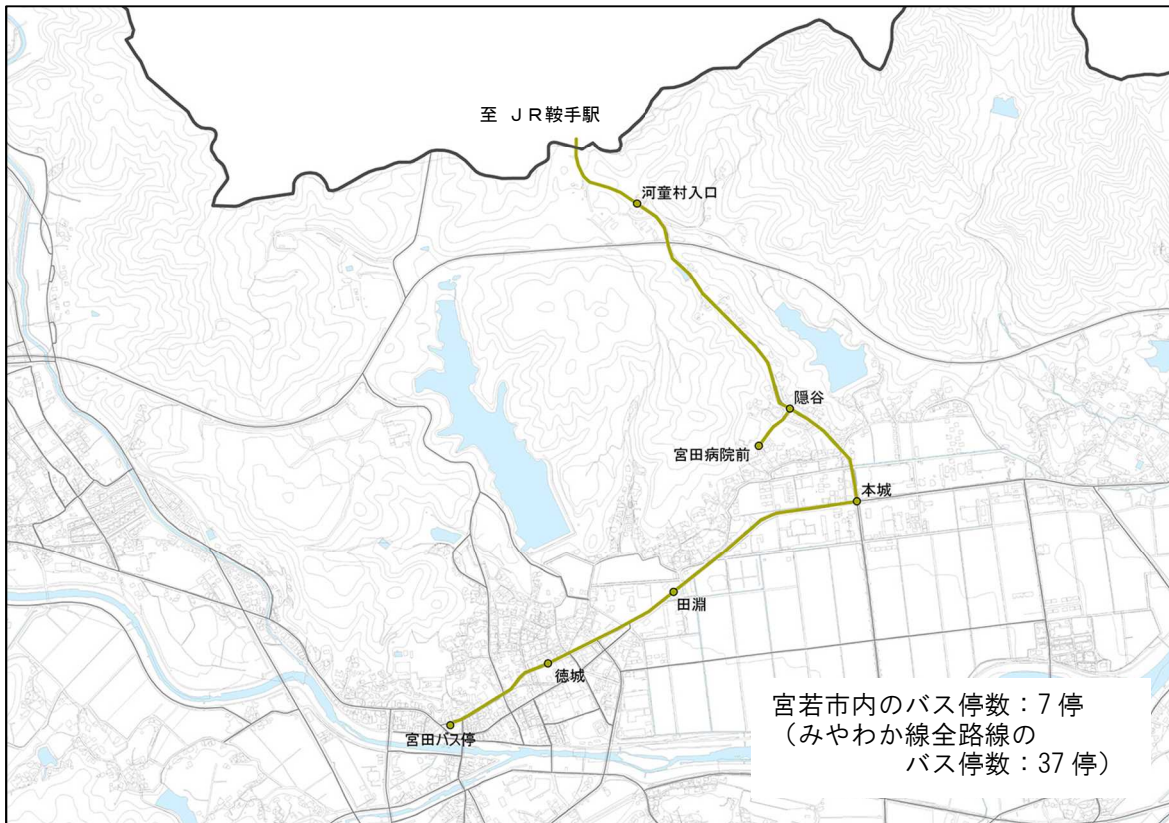 至 ＪＲ鞍手駅
河童村入口
隠谷
宮田病院前
本城
田淵
徳城
宮田バス停
宮若市内のバス停数：7停
（みやわか線全路線の
バス停数：37停）